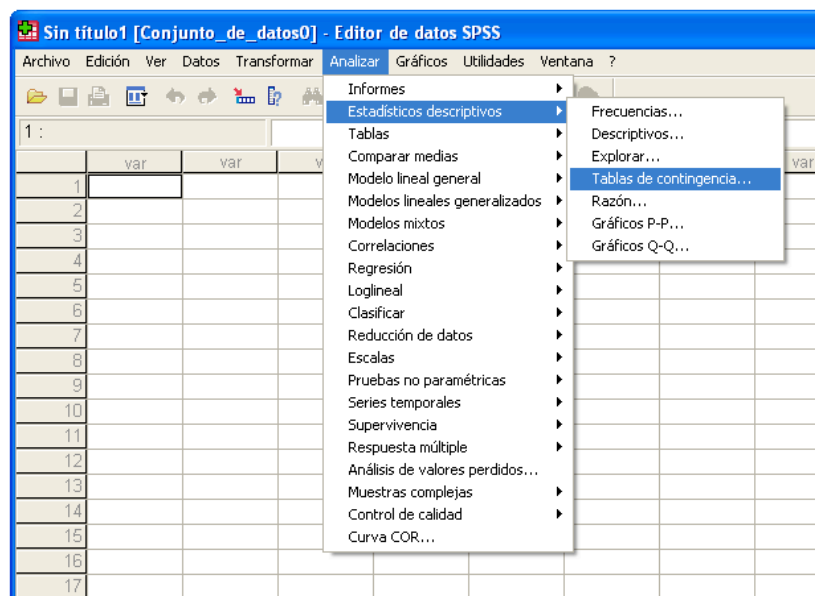 Sin título1 [Conjunto_de_datos0] - Editor de datos SPSS
Archivo Edición Ver Datos Transformar Analizar Gráficos Utilidades Ventana ?
1 :
var var v var
Informes
Estadísticos descriptivos
Tablas
Comparar medias
Modelo lineal general
Modelos lineales generalizados
Modelos mixtos
Correlaciones
Regresión
Loglineal
Clasificar
Reducción de datos
Escalas
Pruebas no paramétricas
Series temporales
Supervivencia
Respuesta múltiple
Análisis de valores perdidos...
Muestras complejas
Control de calidad
Curva COR...
Frecuencias...
Descriptivos...
Explorar...
Tablas de contingencia...
Razón...
Gráficos P-P...
Gráficos Q-Q...
1
2
3
4
5
6
7
8
9
10
11
12
13
14
15
16
17